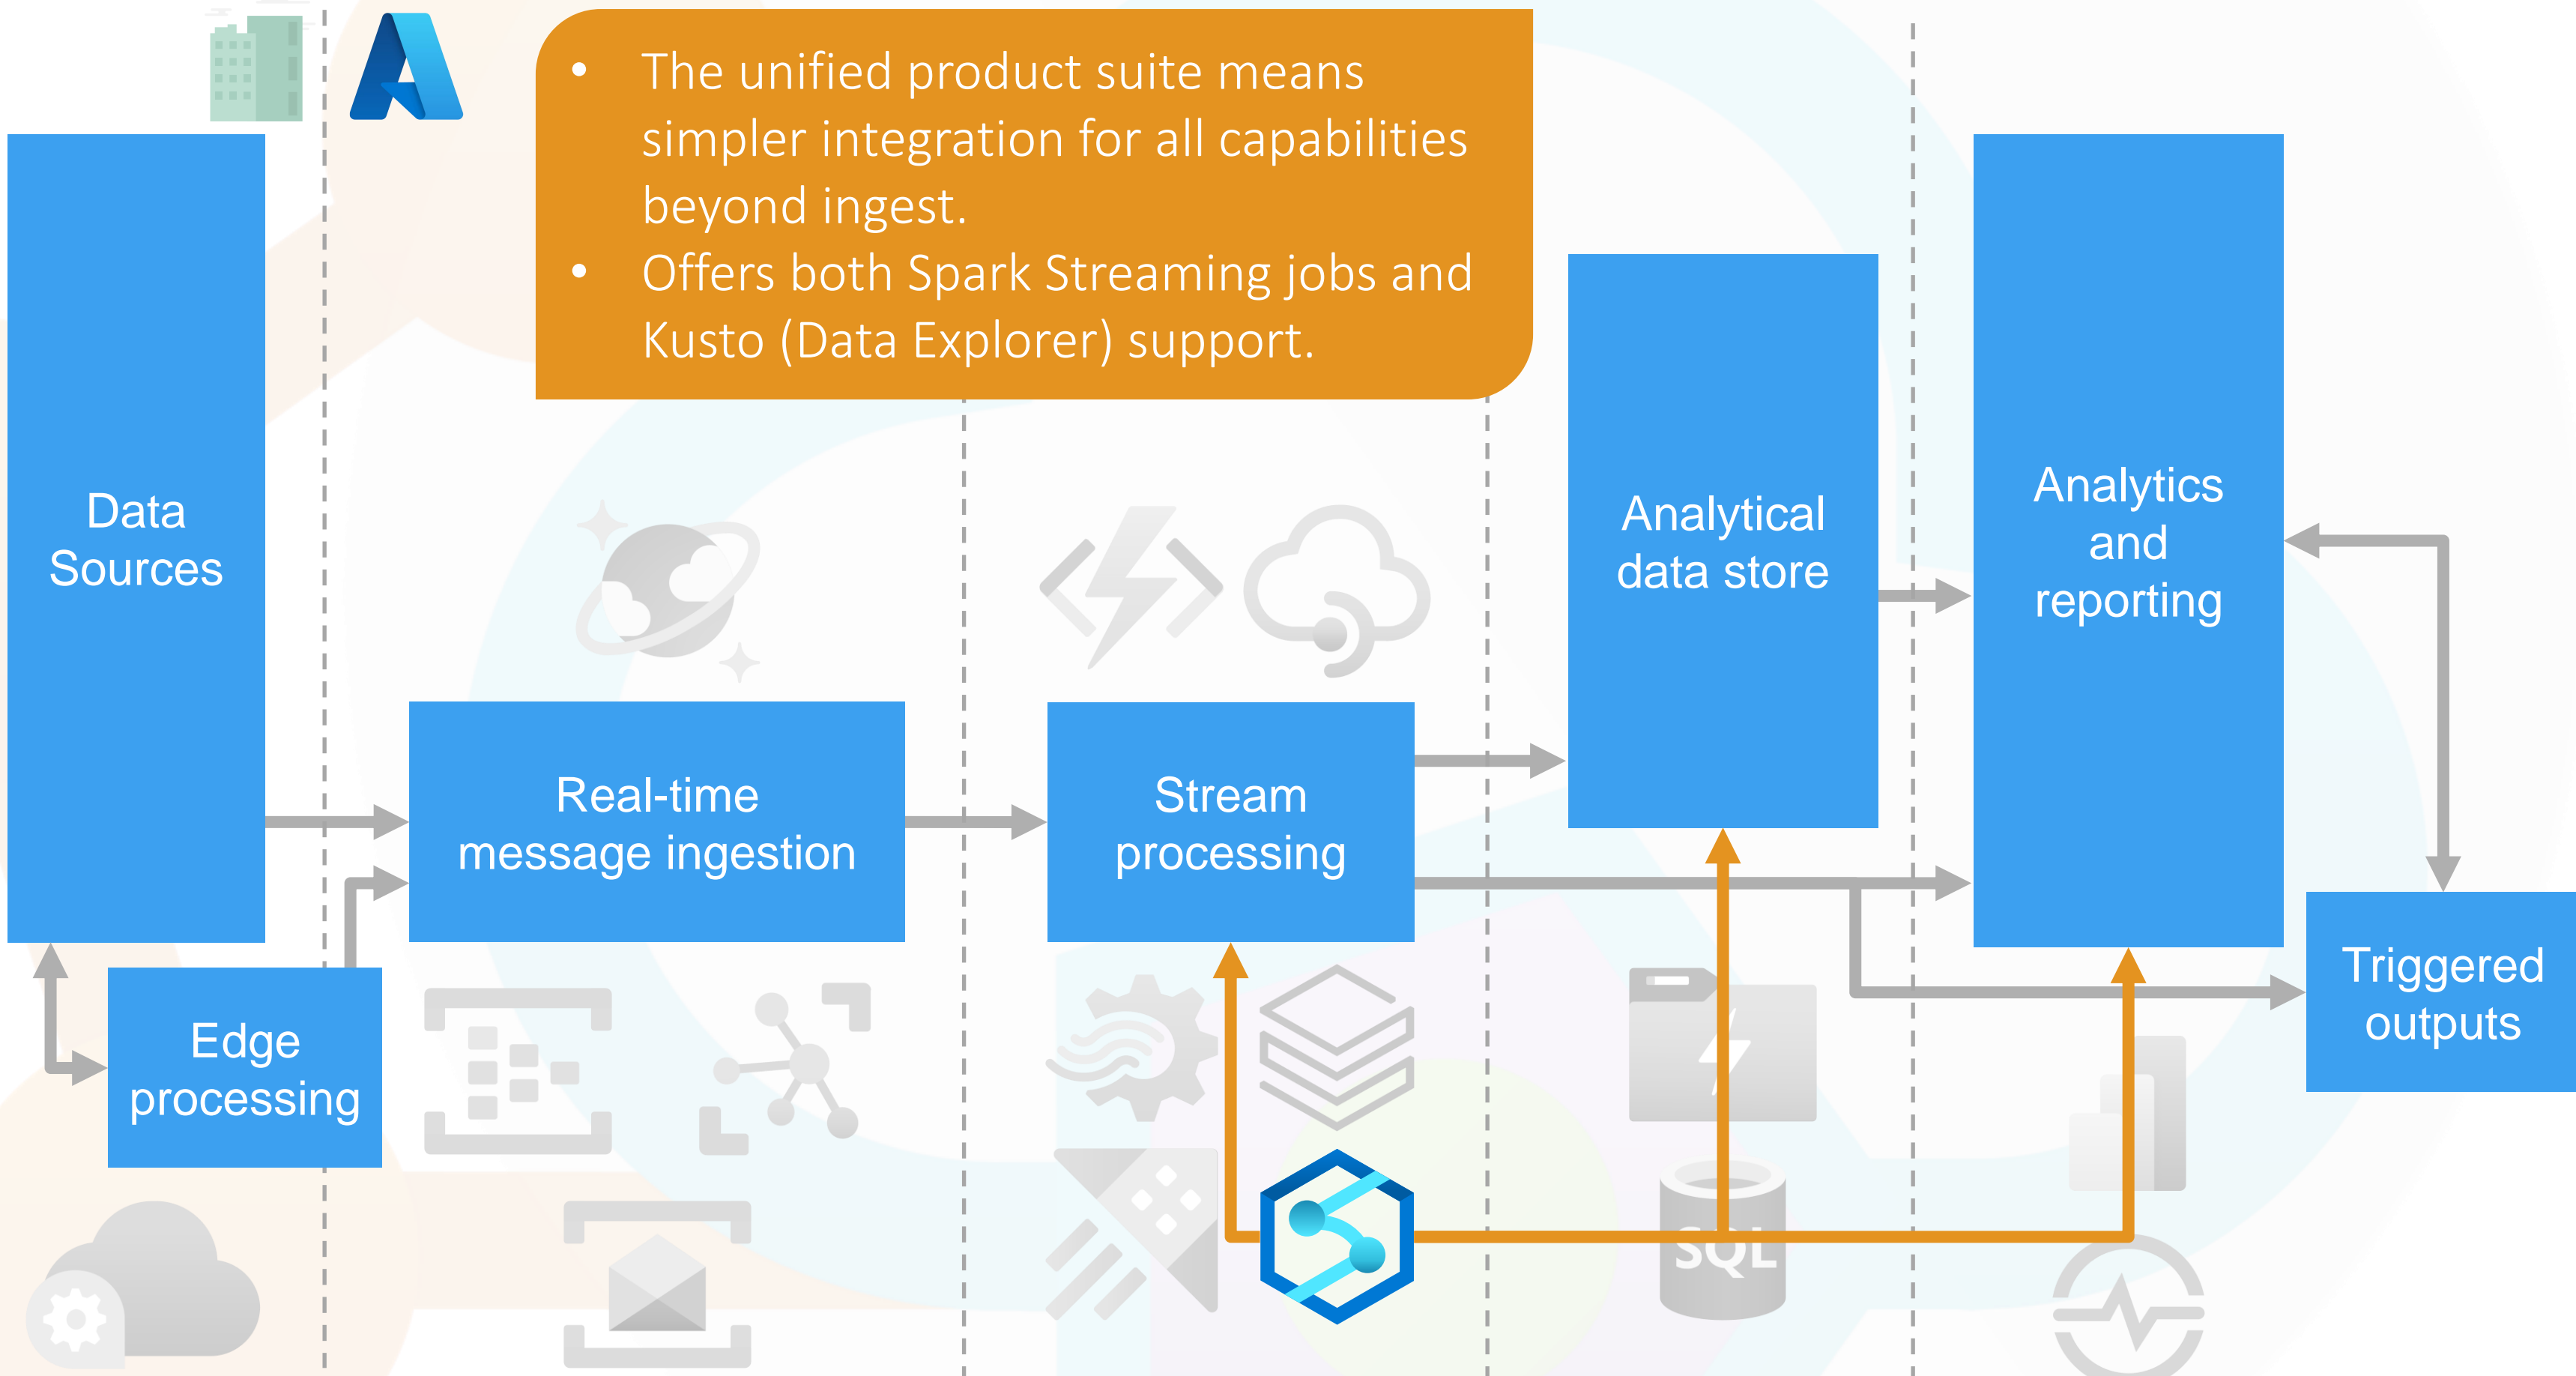 • The unified product suite means
simpler integration for all capabilities
beyond ingest.
• Offers both Spark Streaming jobs and
Kusto (Data Explorer) support.
Data
Sources
Edge
processing
Real-time
message ingestion
Stream
processing
Analytical
data store
Analytics
and
reporting
Triggered
outputs
SQL